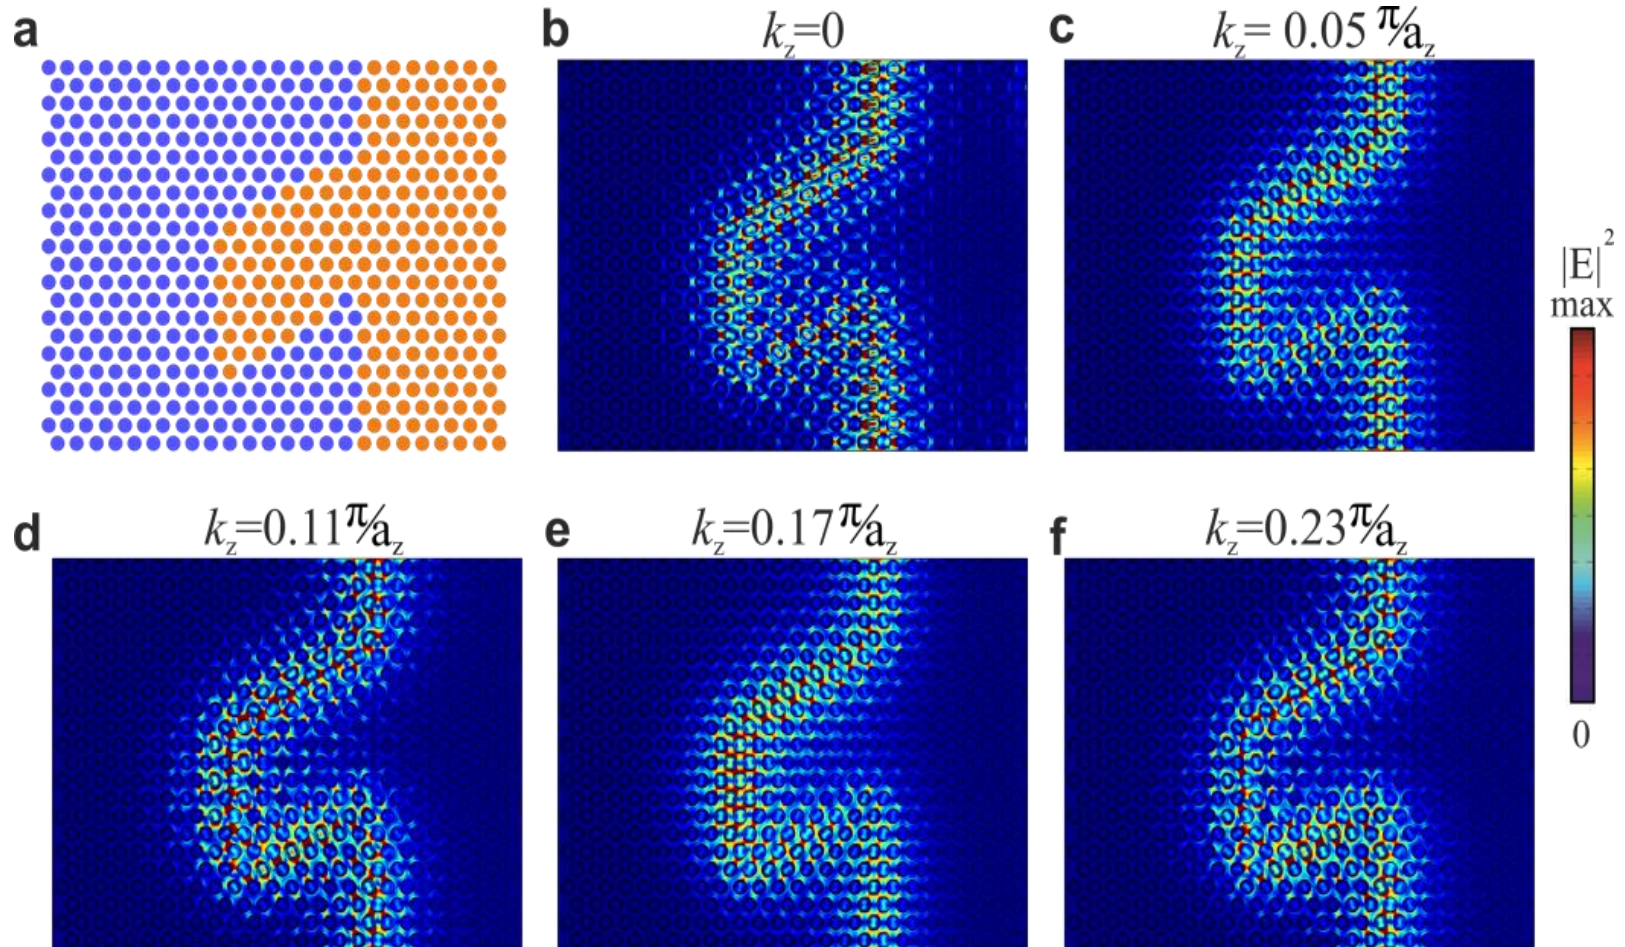 a
b
k_z=0
c
k_z= 0.05 π/a_z
|E|²
max
0
d
k_z=0.11π/a_z
e
k_z=0.17π/a_z
f
k_z=0.23π/a_z